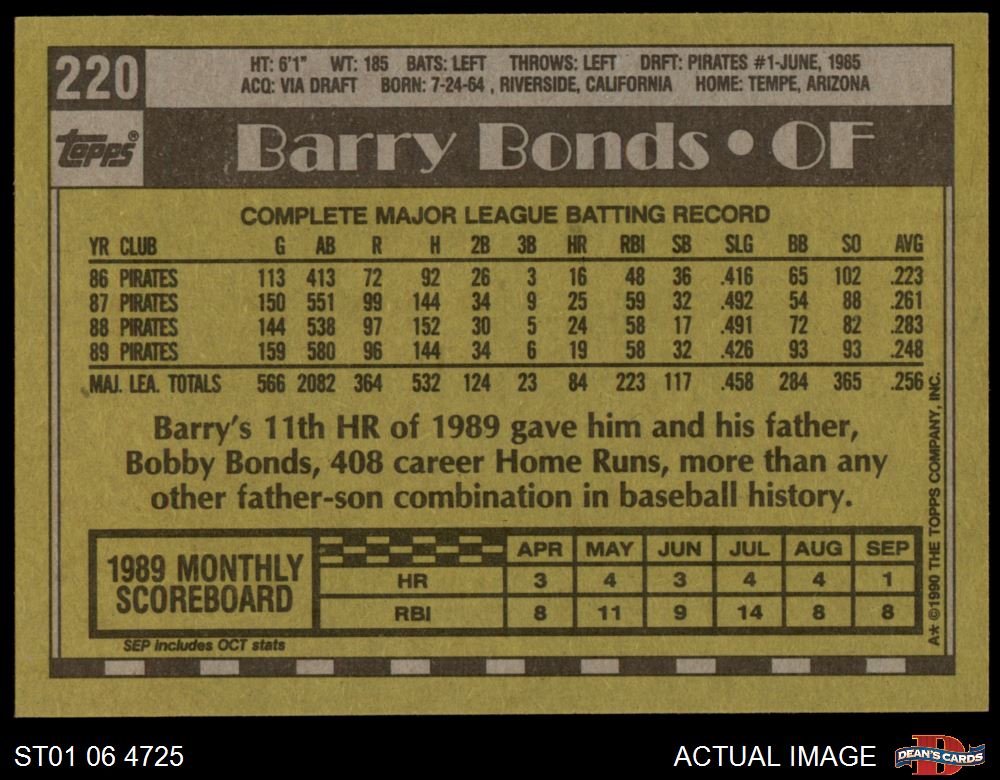 220
HT: 6'1" WT: 185 BATS: LEFT THROWS: LEFT DRFT: PIRATES #1-JUNE, 1985
ACQ: VIA DRAFT BORN: 7-24-64 , RIVERSIDE, CALIFORNIA HOME: TEMPE, ARIZONA
topps®
Barry Bonds • OF
COMPLETE MAJOR LEAGUE BATTING RECORD
YR CLUB G AB R H 2B 3B HR RBI SB SLG BB SO AVG
86 PIRATES 113 413 72 92 26 3 16 48 36 .416 65 102 .223
87 PIRATES 150 551 99 144 34 9 25 59 32 .492 54 88 .261
88 PIRATES 144 538 97 152 30 5 24 58 17 .491 72 82 .283
89 PIRATES 159 580 96 144 34 6 19 58 32 .426 93 93 .248
MAJ. LEA. TOTALS 566 2082 364 532 124 23 84 223 117 .458 284 365 .256
Barry's 11th HR of 1989 gave him and his father,
Bobby Bonds, 408 career Home Runs, more than any
other father-son combination in baseball history.
1989 MONTHLY
SCOREBOARD
APR MAY JUN JUL AUG SEP
HR 3 4 3 4 4 1
RBI 8 11 9 14 8 8
SEP includes OCT stats
A* ©1990 THE TOPPS COMPANY, INC.
ST01 06 4725
ACTUAL IMAGE
D
DEAN'S CARDS